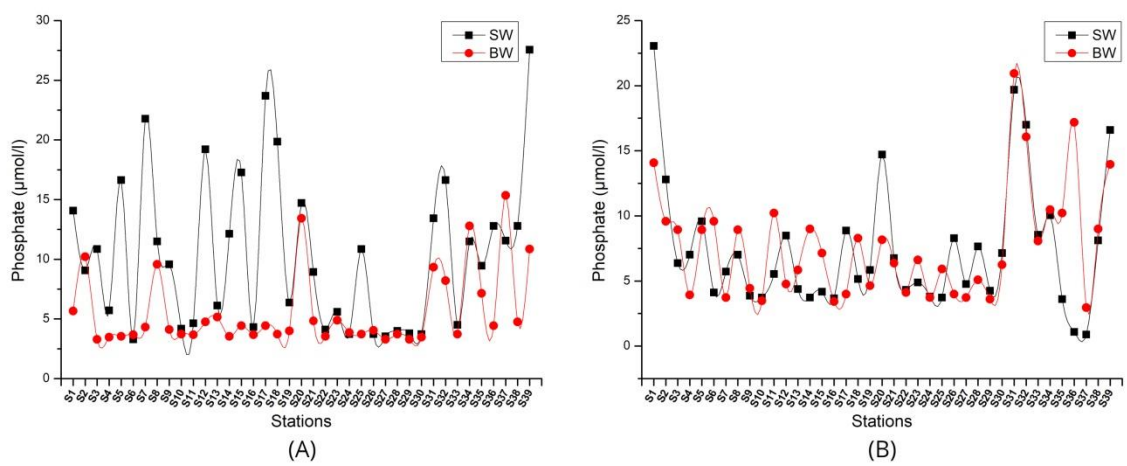 30
25
20
15
10
5
0
Phosphate (µmol/l)
SW
BW
S1 S2 S3 S4 S5 S6 S7 S8 S9 S10 S11 S12 S13 S14 S15 S16 S17 S18 S19 S20 S21 S22 S23 S24 S25 S26 S27 S28 S29 S30 S31 S32 S33 S34 S35 S36 S37 S38 S39
Stations
(A)
25
20
15
10
5
0
Phosphate (µmol/l)
SW
BW
S1 S2 S3 S4 S5 S6 S7 S8 S9 S10 S11 S12 S13 S14 S15 S16 S17 S18 S19 S20 S21 S22 S23 S24 S25 S26 S27 S28 S29 S30 S31 S32 S33 S34 S35 S36 S37 S38 S39
Stations
(B)